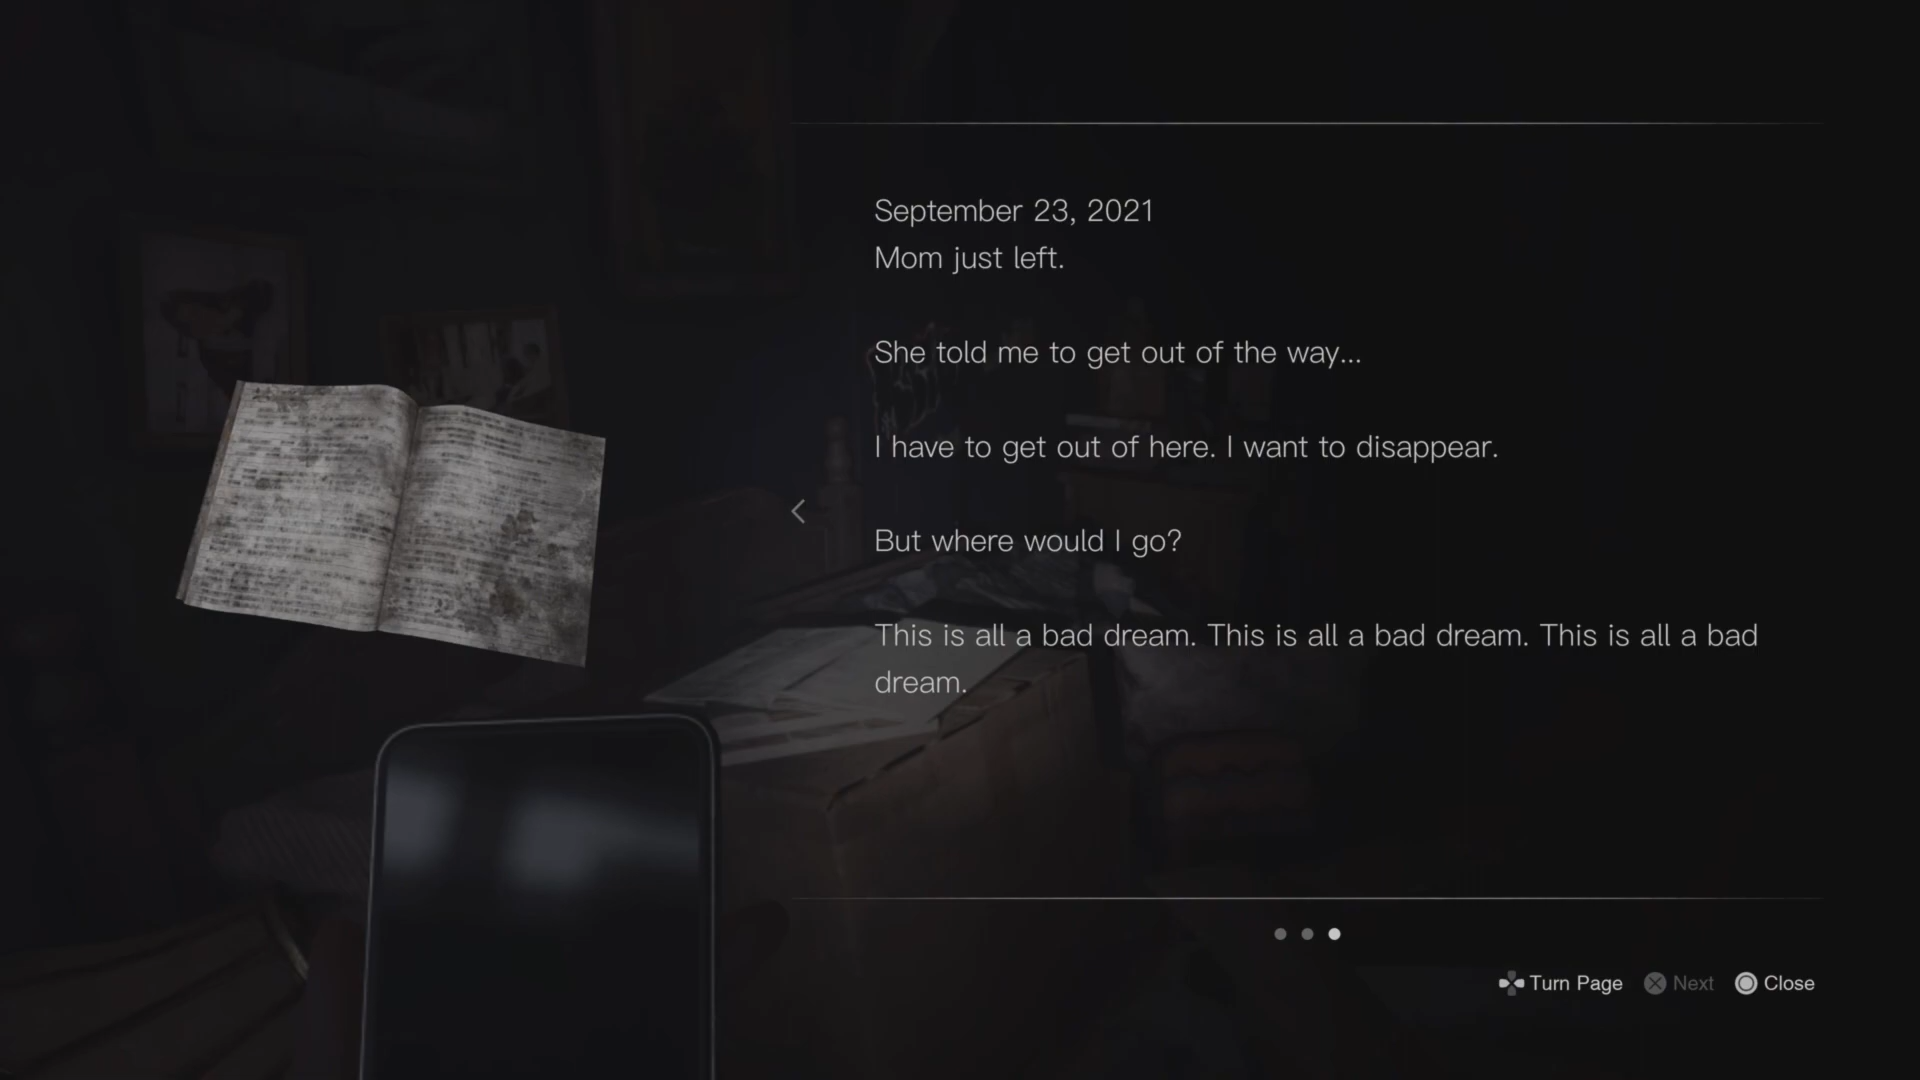 September 23, 2021
Mom just left.
She told me to get out of the way...
I have to get out of here. I want to disappear.
But where would I go?
This is all a bad dream. This is all a bad dream. This is all a bad
dream.
Turn Page Next Close